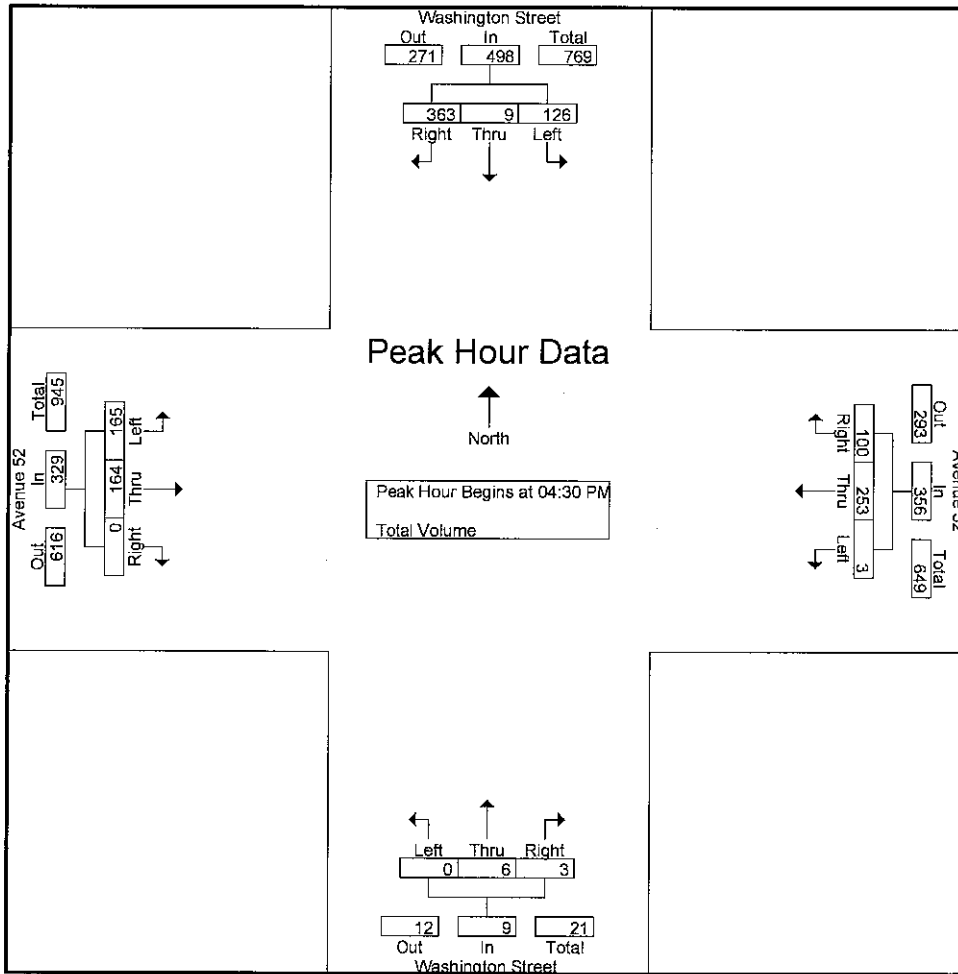 Washington Street
Out In Total
271 498 769
363 9 126
Right Thru Left
Peak Hour Data
North
Peak Hour Begins at 04:30 PM
Total Volume
Avenue 52
Total In Out
945 329 616
165 164 0
Left Thru Right
Out In Total
293 356 649
100 253 3
Right Thru Left
Left Thru Right
0 6 3
12 9 21
Out In Total
Washington Street